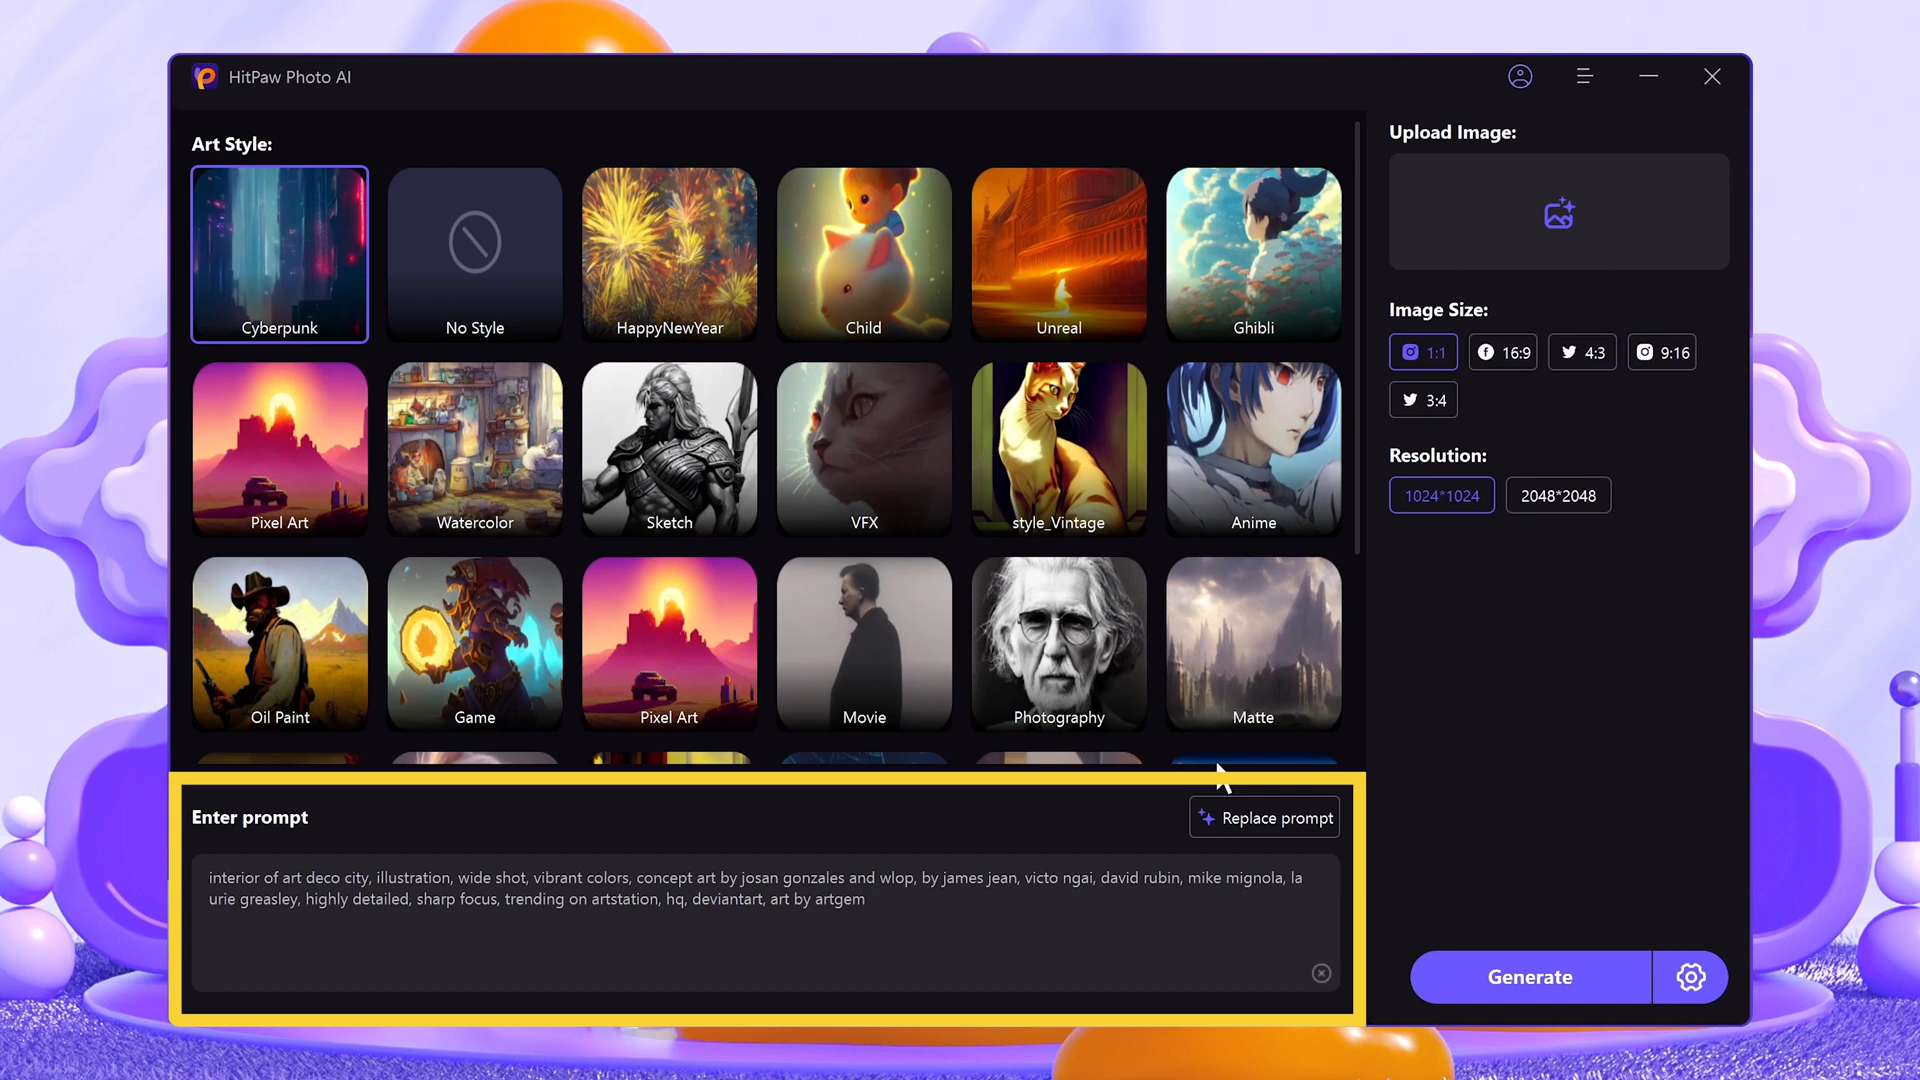 HitPaw Photo AI
Art Style:
Cyberpunk
No Style
HappyNewYear
Child
Unreal
Ghibli
Pixel Art
Watercolor
Sketch
VFX
style_Vintage
Anime
Oil Paint
Game
Pixel Art
Movie
Photography
Matte
Enter prompt
Replace prompt
interior of art deco city, illustration, wide shot, vibrant colors, concept art by josan gonzales and wlop, by james jean, victo ngai, david rubin, mike mignola, la
urie greasley, highly detailed, sharp focus, trending on artstation, hq, deviantart, art by artgem
Upload Image:
Image Size:
1:1
16:9
4:3
9:16
3:4
Resolution:
1024*1024
2048*2048
Generate